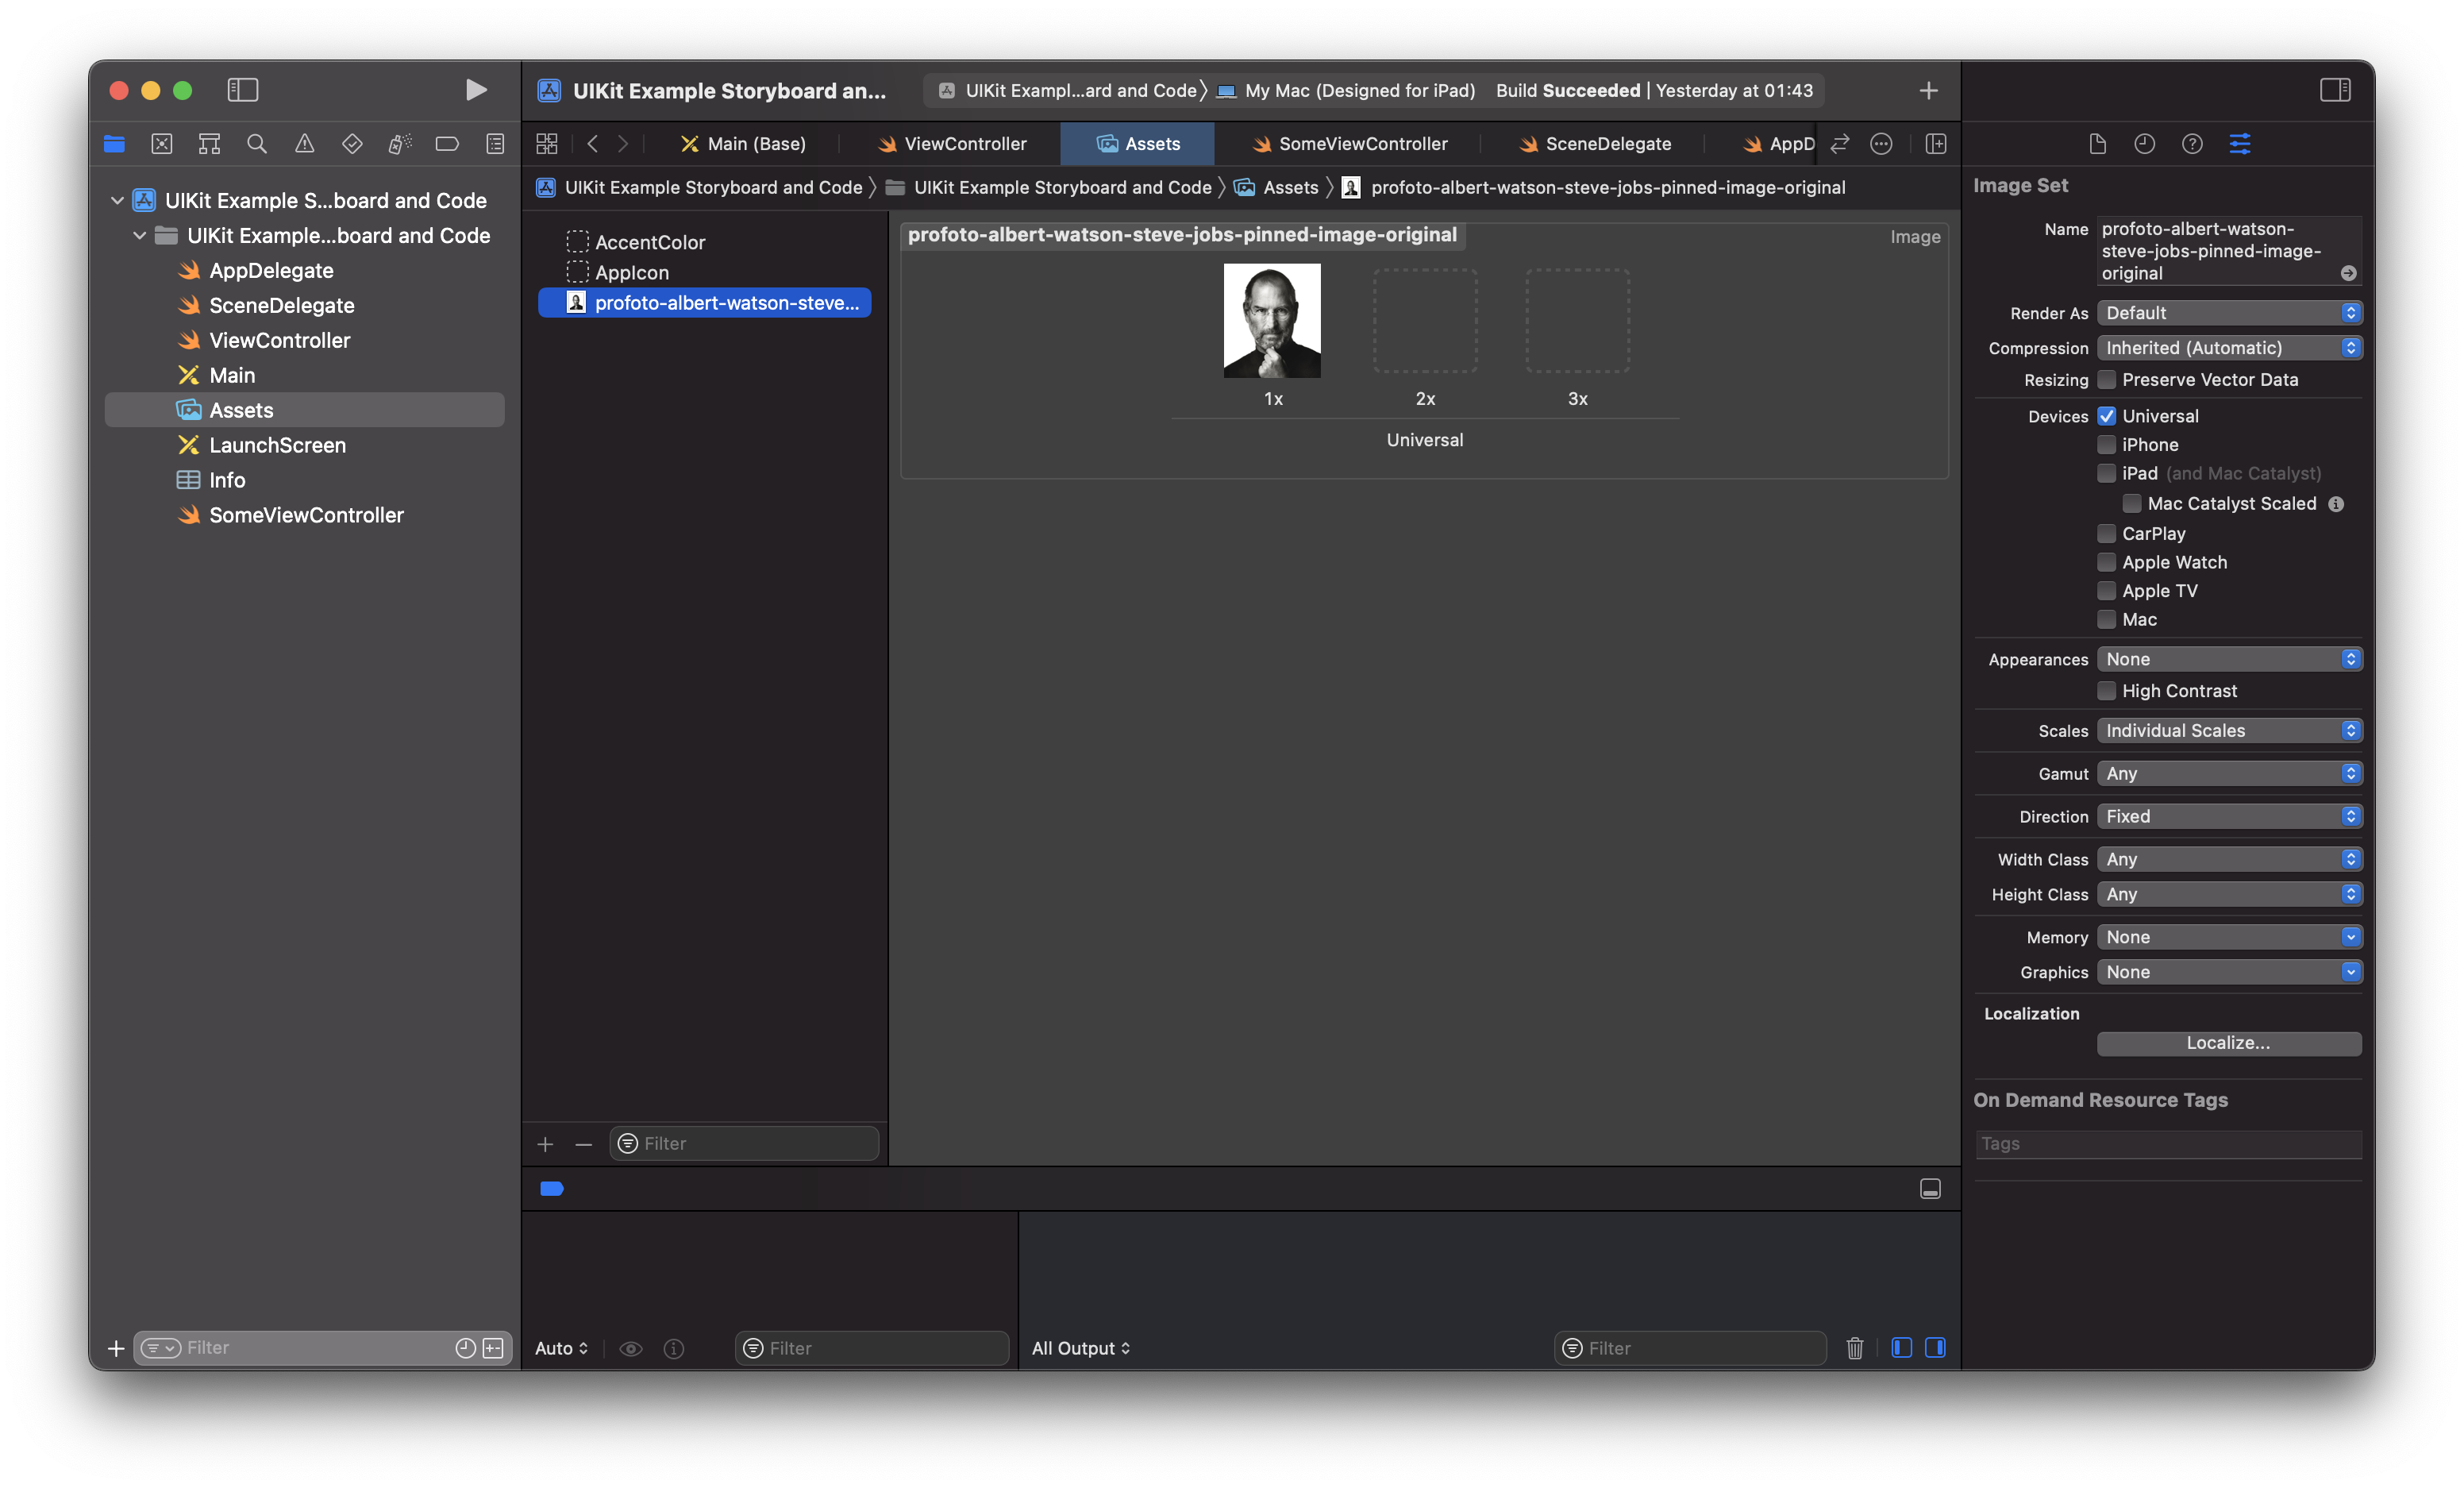 UIKit Example Storyboard an...
UIKit Exampl...ard and Code
My Mac (Designed for iPad)
Build Succeeded | Yesterday at 01:43
Main (Base)
ViewController
Assets
SomeViewController
SceneDelegate
AppD
UIKit Example Storyboard and Code
UIKit Example Storyboard and Code
Assets
profoto-albert-watson-steve-jobs-pinned-image-original
UIKit Example S...board and Code
UIKit Example...board and Code
AppDelegate
SceneDelegate
ViewController
Main
Assets
LaunchScreen
Info
SomeViewController
Filter
AccentColor
AppIcon
profoto-albert-watson-steve...
Filter
profoto-albert-watson-steve-jobs-pinned-image-original
Image
1x
2x
3x
Universal
Auto
Filter
All Output
Filter
Image Set
Name
profoto-albert-watson-
steve-jobs-pinned-image-
original
Render As
Default
Compression
Inherited (Automatic)
Resizing
Preserve Vector Data
Devices
Universal
iPhone
iPad (and Mac Catalyst)
Mac Catalyst Scaled
CarPlay
Apple Watch
Apple TV
Mac
Appearances
None
High Contrast
Scales
Individual Scales
Gamut
Any
Direction
Fixed
Width Class
Any
Height Class
Any
Memory
None
Graphics
None
Localization
Localize...
On Demand Resource Tags
Tags